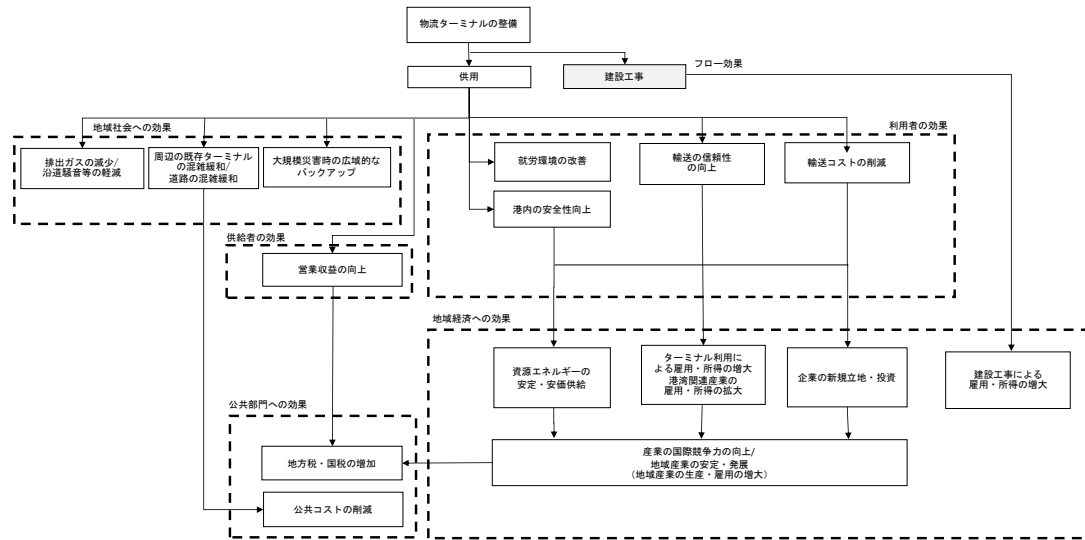 物流ターミナルの整備
供用
建設工事
フロー効果
地域社会への効果
利用者の効果
排出ガスの減少/
沿道騒音等の軽減
周辺の既存ターミナル
の混雑緩和/
道路の混雑緩和
大規模災害時の広域的な
バックアップ
就労環境の改善
輸送の信頼性
の向上
輸送コストの削減
港内の安全性向上
供給者の効果
営業収益の向上
地域経済への効果
資源エネルギーの
安定・安価供給
ターミナル利用に
よる雇用・所得の増大
港湾関連産業の
雇用・所得の拡大
企業の新規立地・投資
建設工事による
雇用・所得の増大
公共部門への効果
地方税・国税の増加
産業の国際競争力の向上/
地域産業の安定・発展
（地域産業の生産・雇用の増大）
公共コストの削減